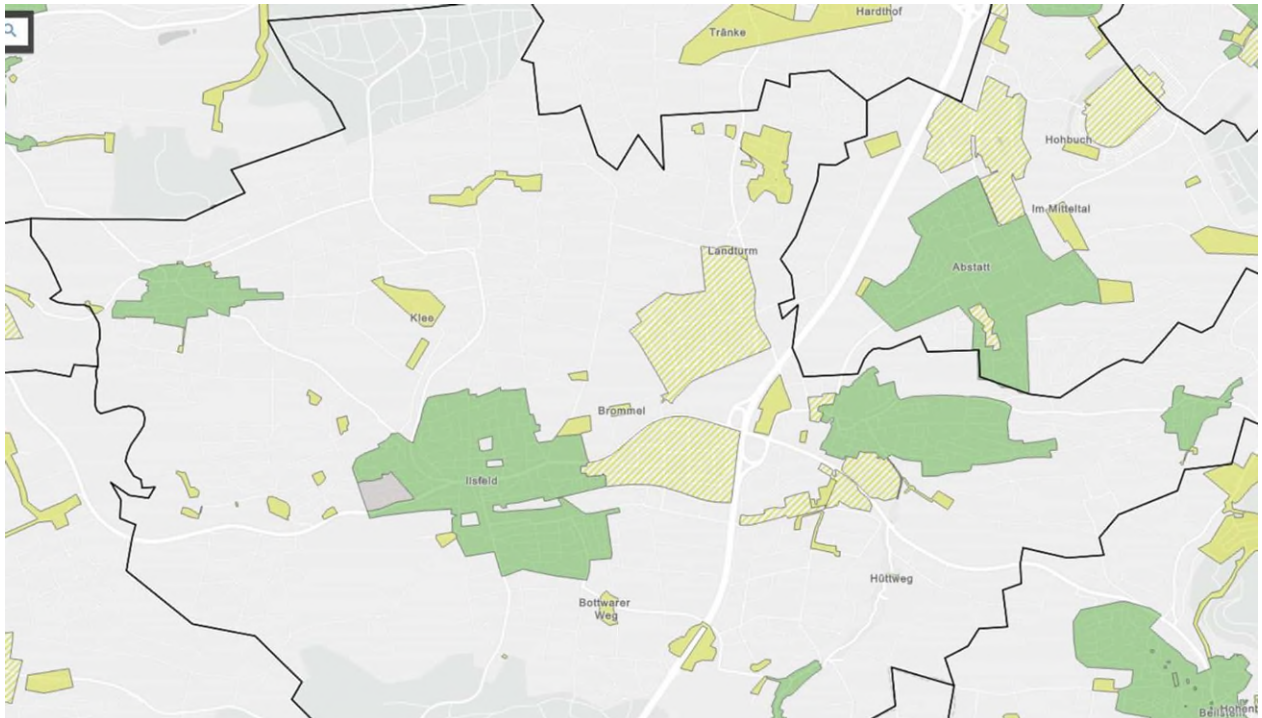 Hardthof
Tränke
Hohbuch
Im Mitteltal
Landturm
Abstatt
Klee
Brommel
Ilsfeld
Hüttweg
Bottwarer
Weg